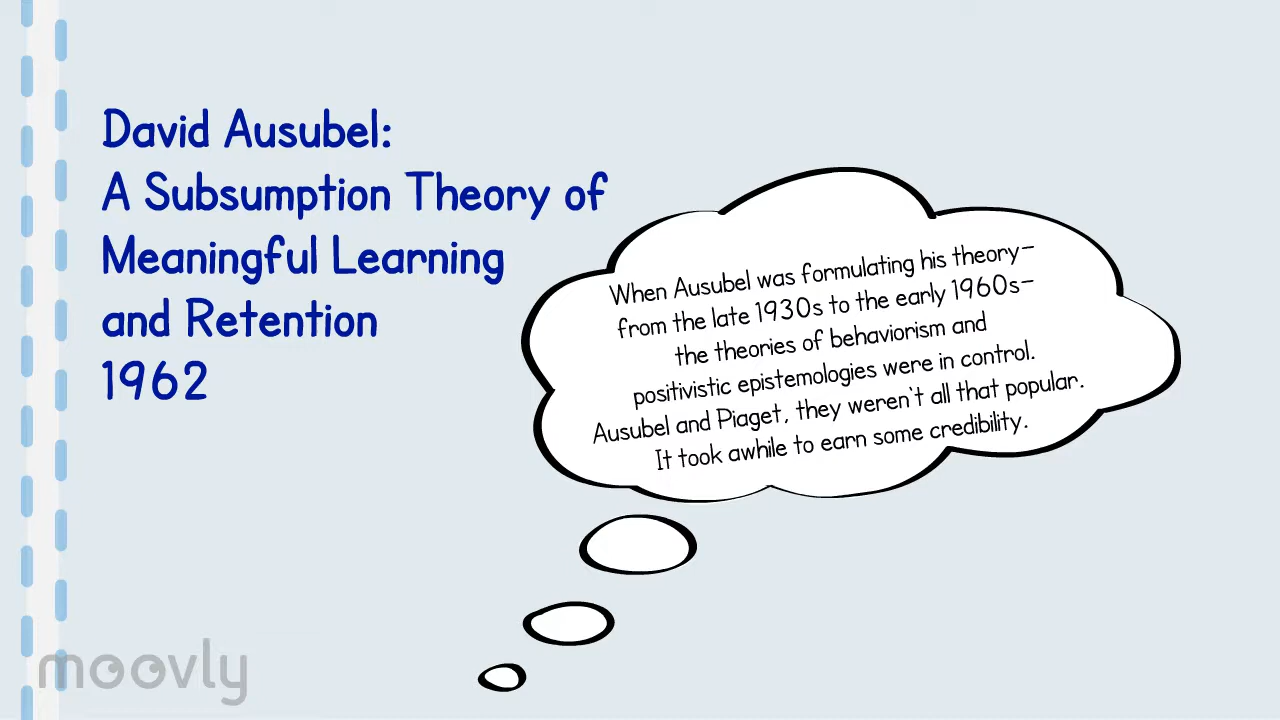 David Ausubel:
A Subsumption Theory of
Meaningful Learning
and Retention
1962
When Ausubel was formulating his theory-
from the late 1930s to the early 1960s-
the theories of behaviorism and
positivistic epistemologies were in control.
Ausubel and Piaget, they weren't all that popular.
It took awhile to earn some credibility.
moovly